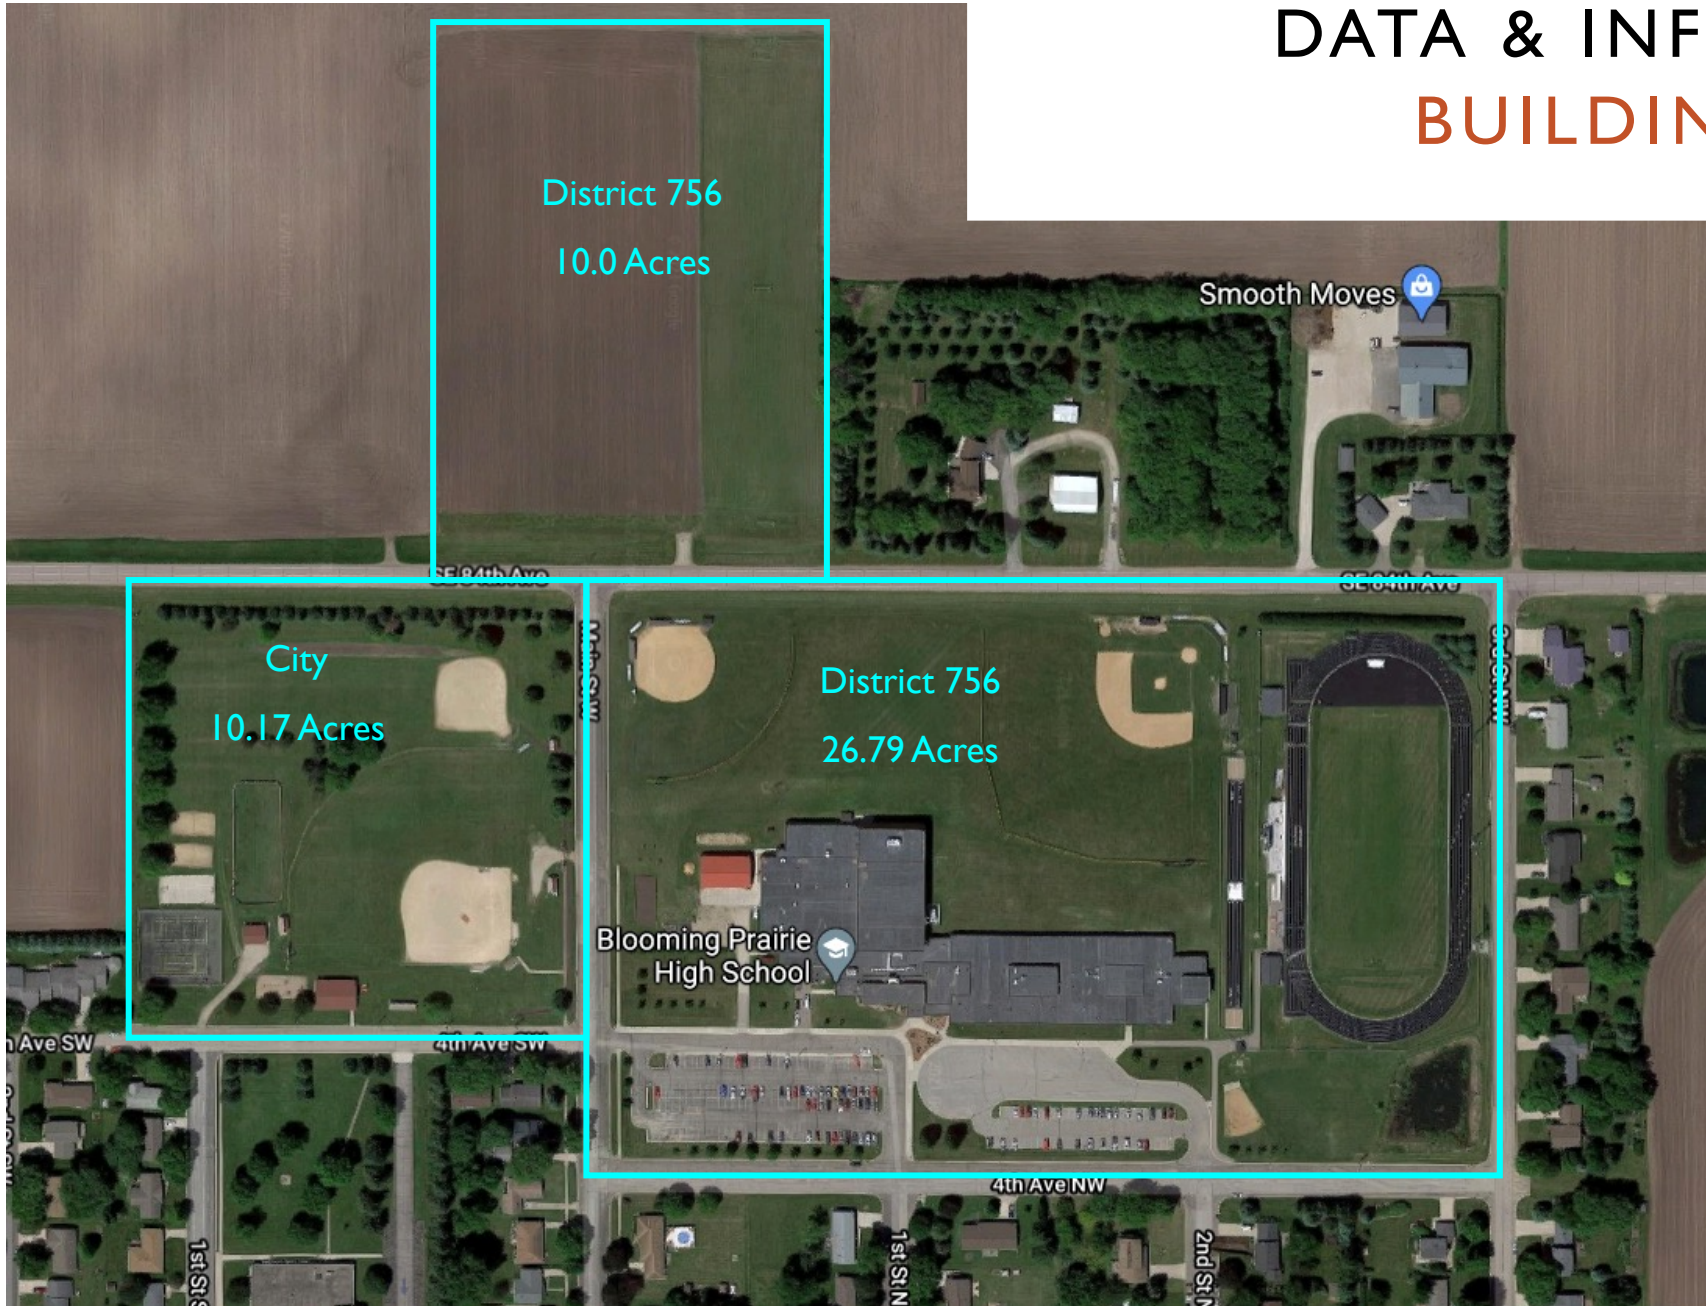 DATA & INF
BUILDIN
District 756
10.0 Acres
Smooth Moves
SE 84th Ave
SE 84th Ave
City
10.17 Acres
Main St W
District 756
26.79 Acres
Blooming Prairie
High School
Ave SW
4th Ave SW
4th Ave NW
1st St S
1st St N
2nd St N